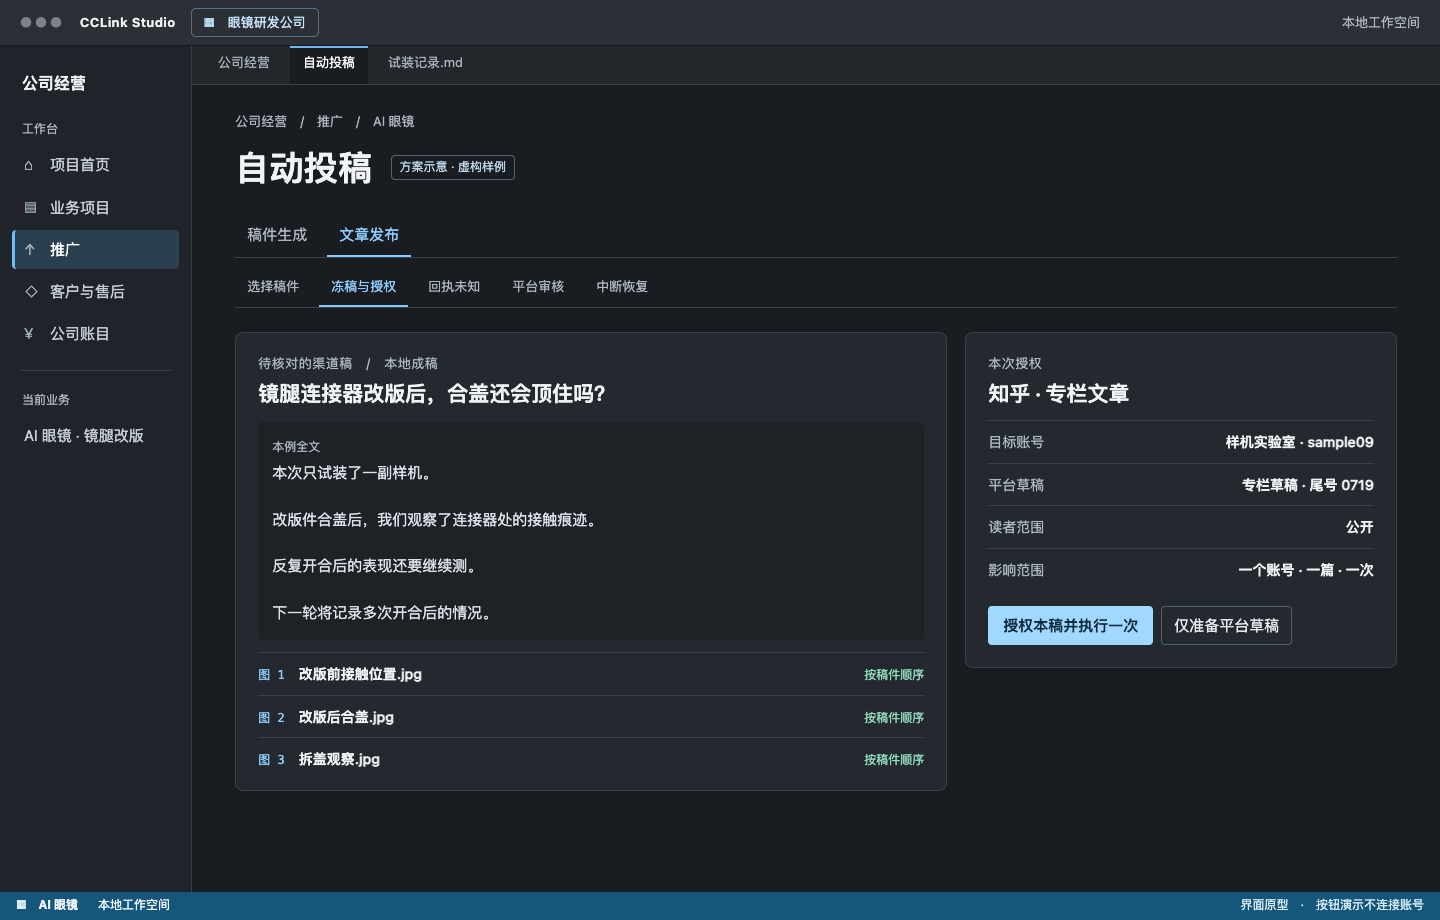 CCLink Studio
眼镜研发公司
本地工作空间
公司经营
工作台
项目首页
业务项目
推广
客户与售后
¥ 公司账目
当前业务
AI 眼镜 · 镜腿改版
公司经营
自动投稿
试装记录.md
公司经营 / 推广 / AI 眼镜
自动投稿
方案示意 · 虚构样例
稿件生成
文章发布
选择稿件
冻稿与授权
回执未知
平台审核
中断恢复
待核对的渠道稿 / 本地成稿
镜腿连接器改版后，合盖还会顶住吗？
本例全文
本次只试装了一副样机。
改版件合盖后，我们观察了连接器处的接触痕迹。
反复开合后的表现还要继续测。
下一轮将记录多次开合后的情况。
图 1 改版前接触位置.jpg 按稿件顺序
图 2 改版后合盖.jpg 按稿件顺序
图 3 拆盖观察.jpg 按稿件顺序
本次授权
知乎 · 专栏文章
目标账号 样机实验室 · sample09
平台草稿 专栏草稿 · 尾号 0719
读者范围 公开
影响范围 一个账号 · 一篇 · 一次
授权本稿并执行一次
仅准备平台草稿
AI 眼镜
本地工作空间
界面原型 · 按钮演示不连接账号